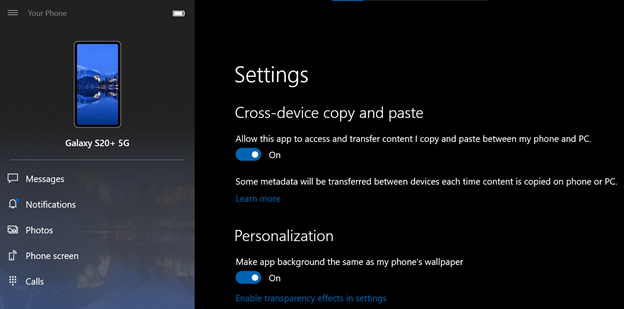 Your Phone
Galaxy S20+ 5G
Messages
Notifications
Photos
Phone screen
Calls
Settings
Cross-device copy and paste
Allow this app to access and transfer content I copy and paste between my phone and PC.
On
Some metadata will be transferred between devices each time content is copied on phone or PC.
Learn more
Personalization
Make app background the same as my phone's wallpaper
On
Enable transparency effects in settings